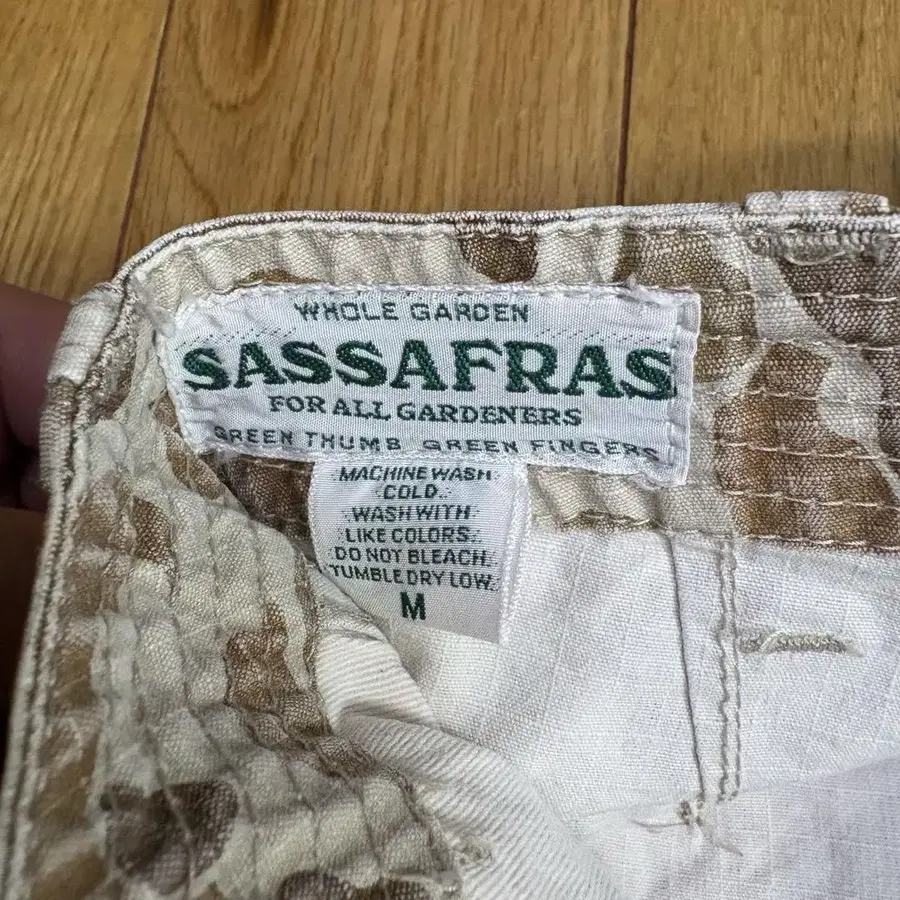 WHOLE GARDEN
SASSAFRAS
FOR ALL GARDENERS
GREEN THUMB GREEN FINGERS
MACHINE WASH
COLD.
WASH WITH
LIKE COLORS.
DO NOT BLEACH.
TUMBLE DRY LOW.
M